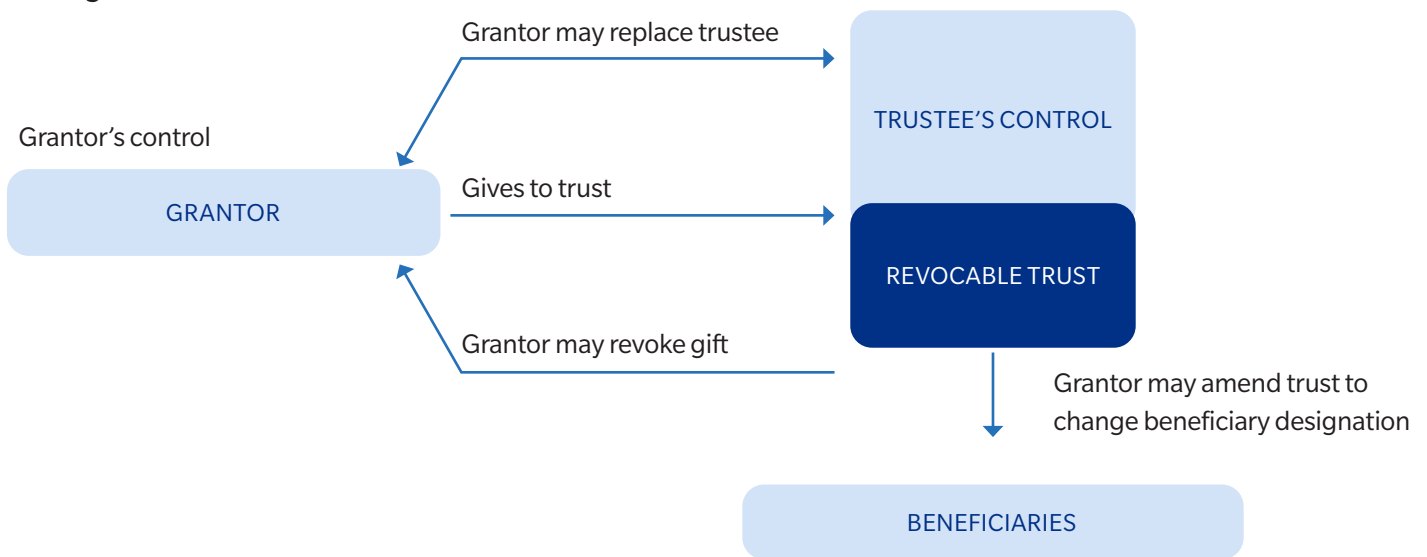 Grantor may replace trustee
TRUSTEE’S CONTROL
Grantor’s control
Gives to trust
GRANTOR
REVOCABLE TRUST
Grantor may revoke gift
Grantor may amend trust to
change beneficiary designation
BENEFICIARIES